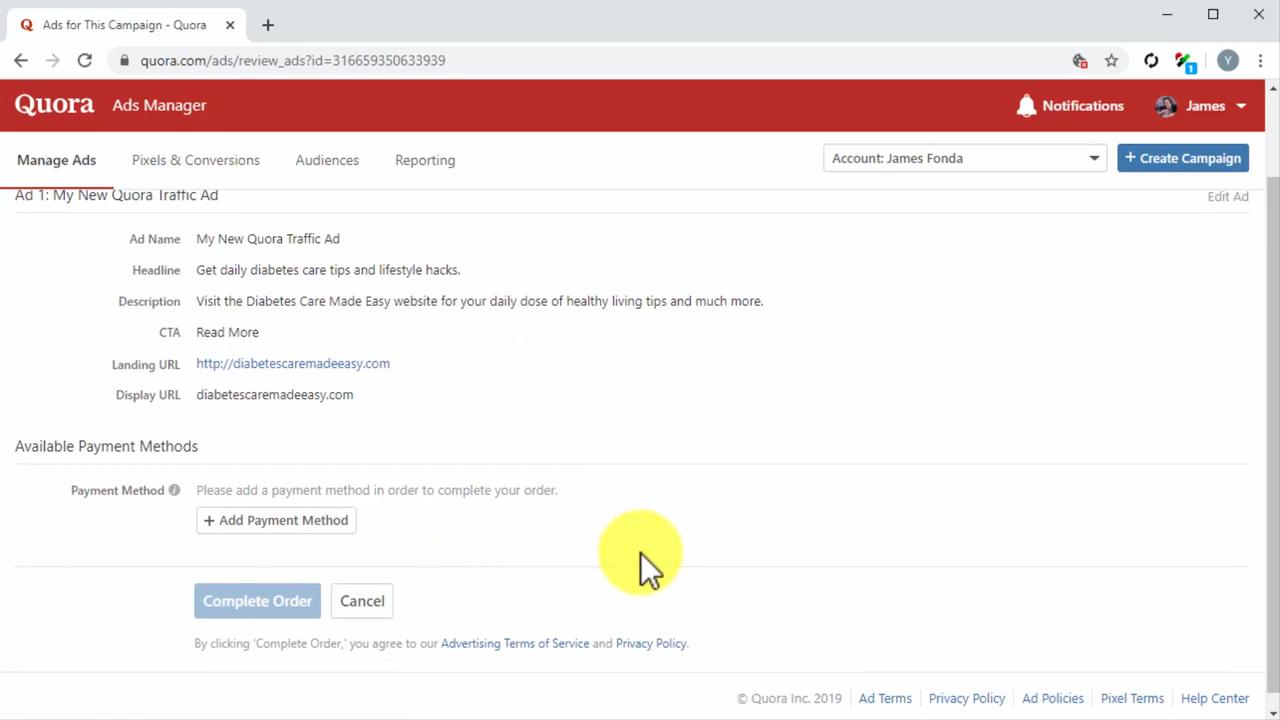 Ads for This Campaign - Quora
quora.com/ads/review_ads?id=316659350633939
1
Y
Quora Ads Manager
Notifications
James
Manage Ads
Pixels & Conversions
Audiences
Reporting
Account: James Fonda
+ Create Campaign
Ad 1: My New Quora Traffic Ad
Edit Ad
Ad Name My New Quora Traffic Ad
Headline Get daily diabetes care tips and lifestyle hacks.
Description Visit the Diabetes Care Made Easy website for your daily dose of healthy living tips and much more.
CTA Read More
Landing URL http://diabetescaremadeeasy.com
Display URL diabetescaremadeeasy.com
Available Payment Methods
Payment Method Please add a payment method in order to complete your order.
+ Add Payment Method
Complete Order Cancel
By clicking 'Complete Order,' you agree to our Advertising Terms of Service and Privacy Policy.
© Quora Inc. 2019 Ad Terms Privacy Policy Ad Policies Pixel Terms Help Center